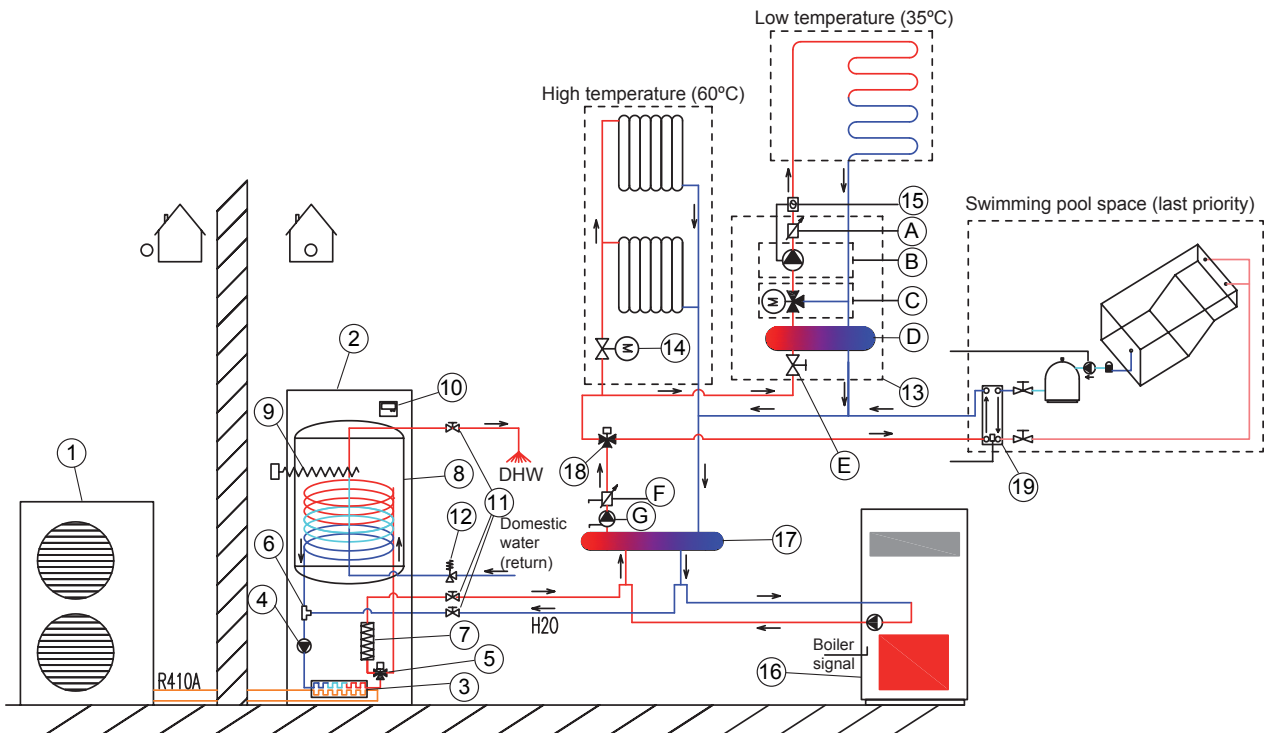 Low temperature (35ºC)
High temperature (60ºC)
15
A
Swimming pool space (last priority)
B
M
C
M
14
D
2
10
13
9
E
18
1
8
DHW
F
19
11
12
G
Domestic
water
(return)
17
6
4
H2O
7
5
Boiler
signal
16
R410A
3